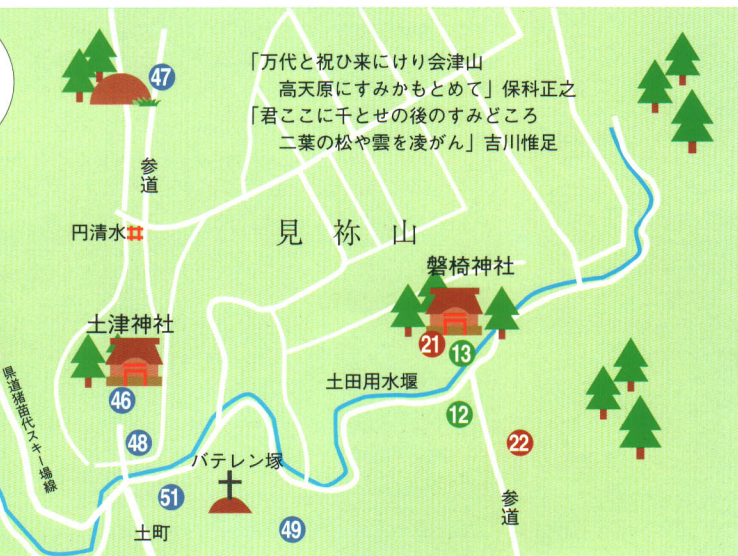 「万代と祝ひ来にけり会津山
高天原にすみかもとめて」保科正之
「君ここに千とせの後のすみどころ
二葉の松や雲を凌がん」吉川惟足
47
参道
円清水
見祢山
磐椅神社
21
13
土津神社
46
土田用水堰
12
県道猪苗代スキー場線
48
バテレン塚
22
51
49
参道
土町